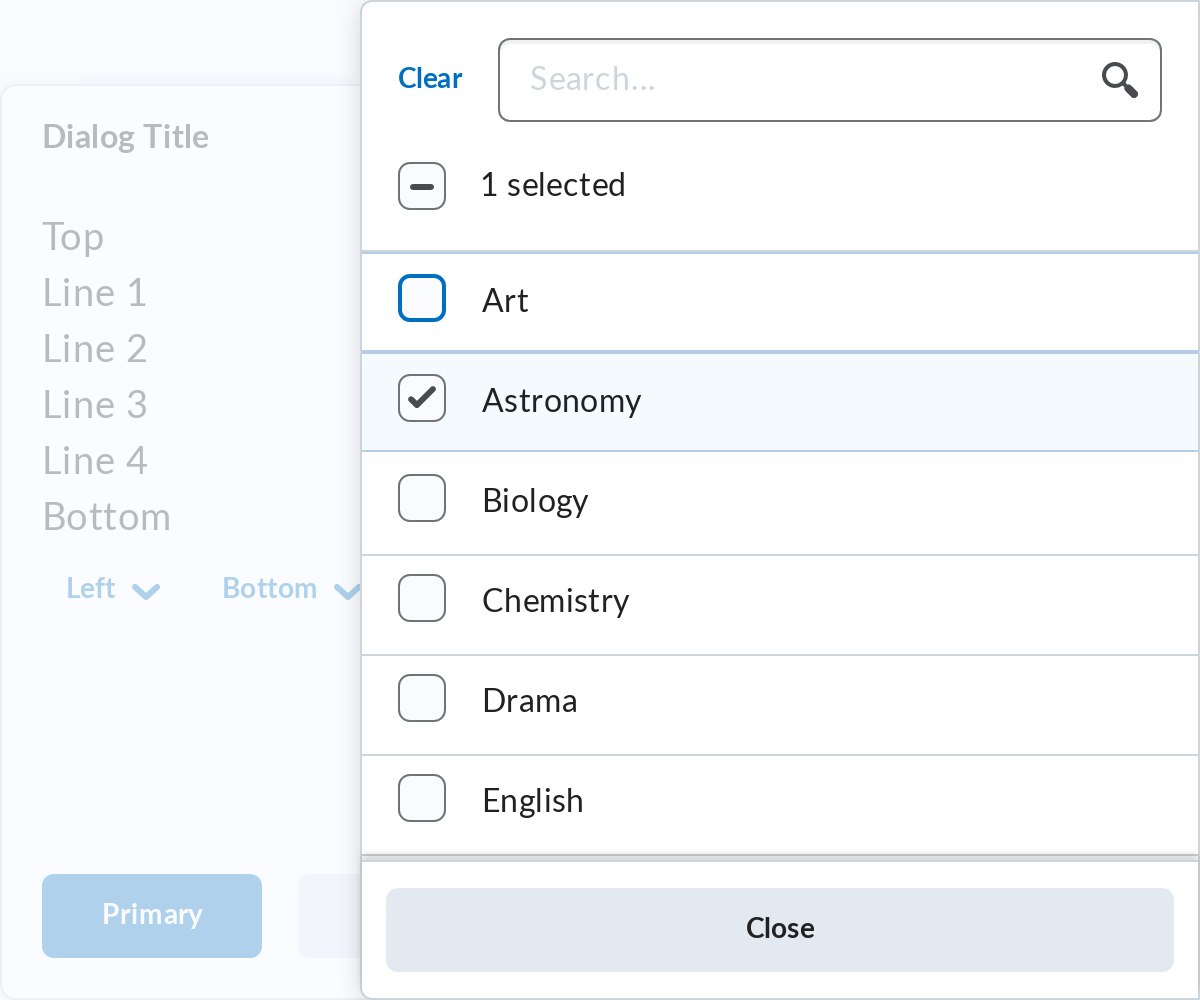 Clear
Search...
1 selected
Art
Astronomy
Biology
Chemistry
Drama
English
Close
Dialog Title
Top
Line 1
Line 2
Line 3
Line 4
Bottom
Left Bottom
Primary